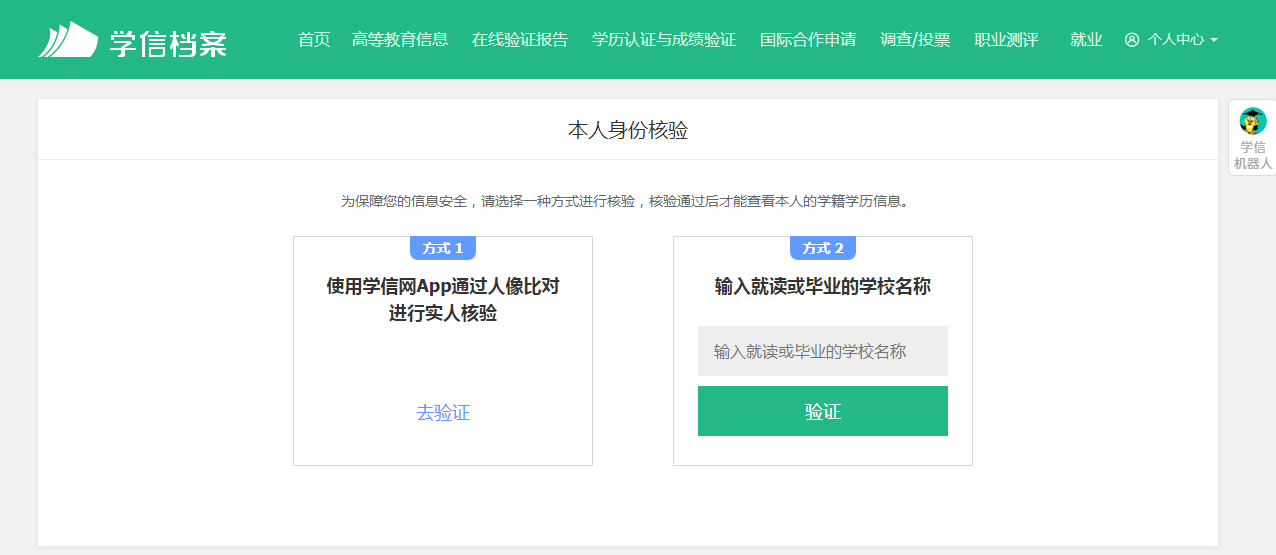 学信档案
首页 高等教育信息 在线验证报告 学历认证与成绩验证 国际合作申请 调查/投票 职业测评 就业 个人中心
本人身份核验
学信
机器人
为保障您的信息安全，请选择一种方式进行核验，核验通过后才能查看本人的学籍学历信息。
方式 1
使用学信网App通过人像比对
进行实人核验
去验证
方式 2
输入就读或毕业的学校名称
输入就读或毕业的学校名称
验证